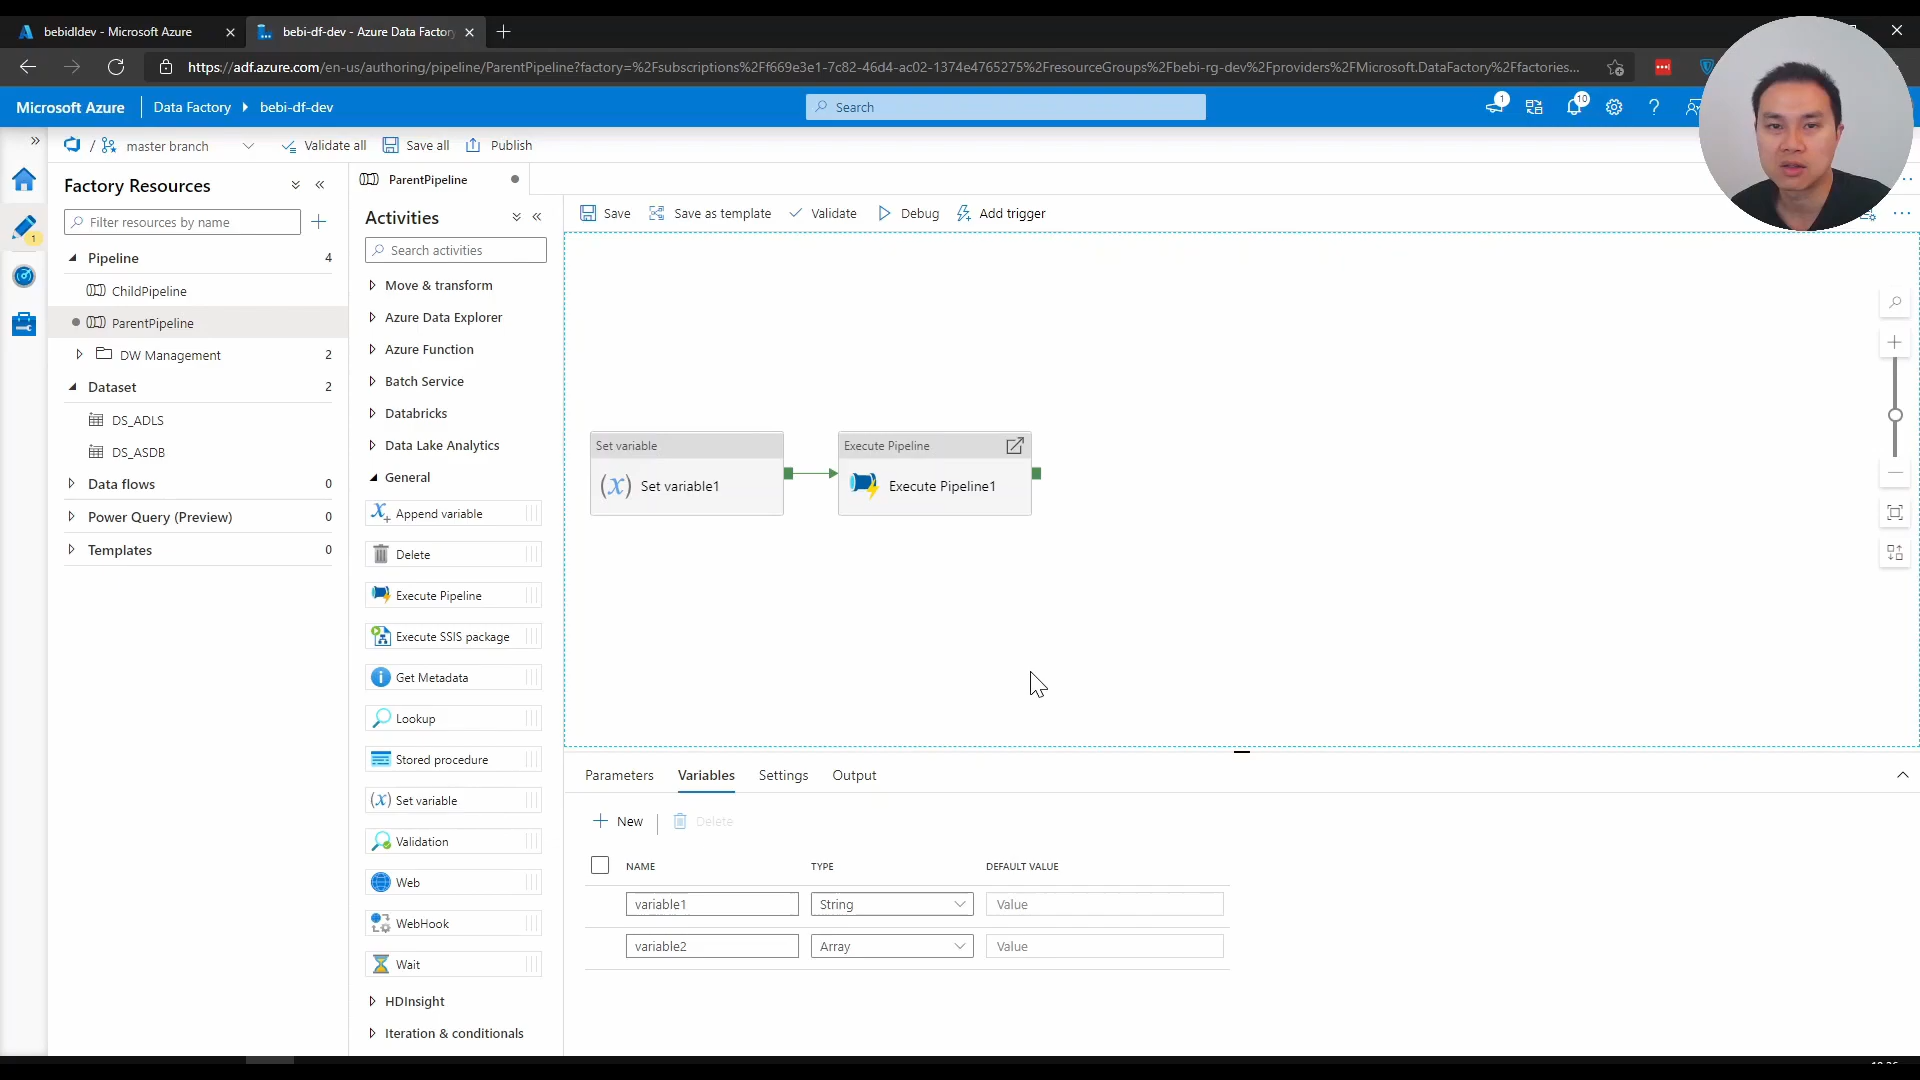 bebidldev - Microsoft Azure
bebi-df-dev - Azure Data Factory
https://adf.azure.com/en-us/authoring/pipeline/ParentPipeline?factory=%2Fsubscriptions%2Ff669e3e1-7c82-46d4-ac02-1374e4765275%2FresourceGroups%2Fbebi-rg-dev%2Fproviders%2FMicrosoft.DataFactory%2Ffactories...
Microsoft Azure
Data Factory
bebi-df-dev
Search
1
10
/ master branch
Validate all
Save all
Publish
1
Factory Resources
Filter resources by name
Pipeline 4
ChildPipeline
ParentPipeline
DW Management 2
Dataset 2
DS_ADLS
DS_ASDB
Data flows 0
Power Query (Preview) 0
Templates 0
ParentPipeline
Activities
Search activities
Move & transform
Azure Data Explorer
Azure Function
Batch Service
Databricks
Data Lake Analytics
General
Append variable
Delete
Execute Pipeline
Execute SSIS package
Get Metadata
Lookup
Stored procedure
(x) Set variable
Validation
Web
WebHook
Wait
HDInsight
Iteration & conditionals
Save
Save as template
Validate
Debug
Add trigger
Set variable
(x) Set variable1
Execute Pipeline
Execute Pipeline1
Parameters
Variables
Settings
Output
New
Delete
NAME TYPE DEFAULT VALUE
variable1 String Value
variable2 Array Value